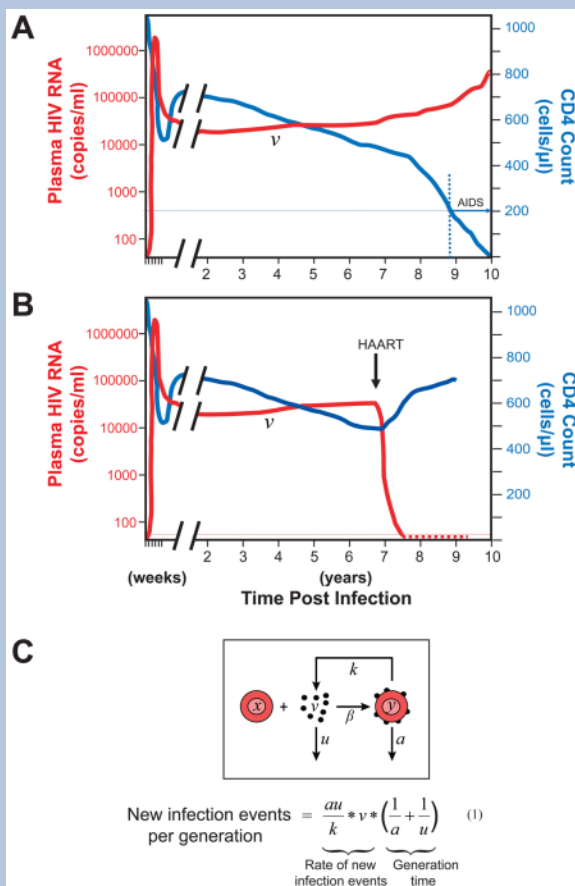 A
Plasma HIV RNA
(copies/ml)
1000000
100000
10000
1000
100
v
AIDS
1000
800
600
400
200
CD4 Count
(cells/µl)
2 3 4 5 6 7 8 9 10
B
Plasma HIV RNA
(copies/ml)
1000000
100000
10000
1000
100
v
HAART
1000
800
600
400
200
CD4 Count
(cells/µl)
2 3 4 5 6 7 8 9 10
(weeks) (years)
Time Post Infection
C
k
x + v β y
u a
New infection events
per generation = au/k * v * (1/a + 1/u) (1)
Rate of new
infection events
Generation
time